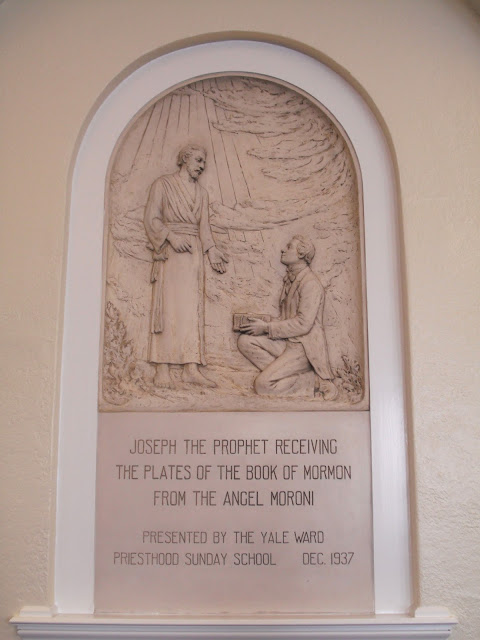 JOSEPH THE PROPHET RECEIVING
THE PLATES OF THE BOOK OF MORMON
FROM THE ANGEL MORONI
PRESENTED BY THE YALE WARD
PRIESTHOOD SUNDAY SCHOOL DEC. 1937